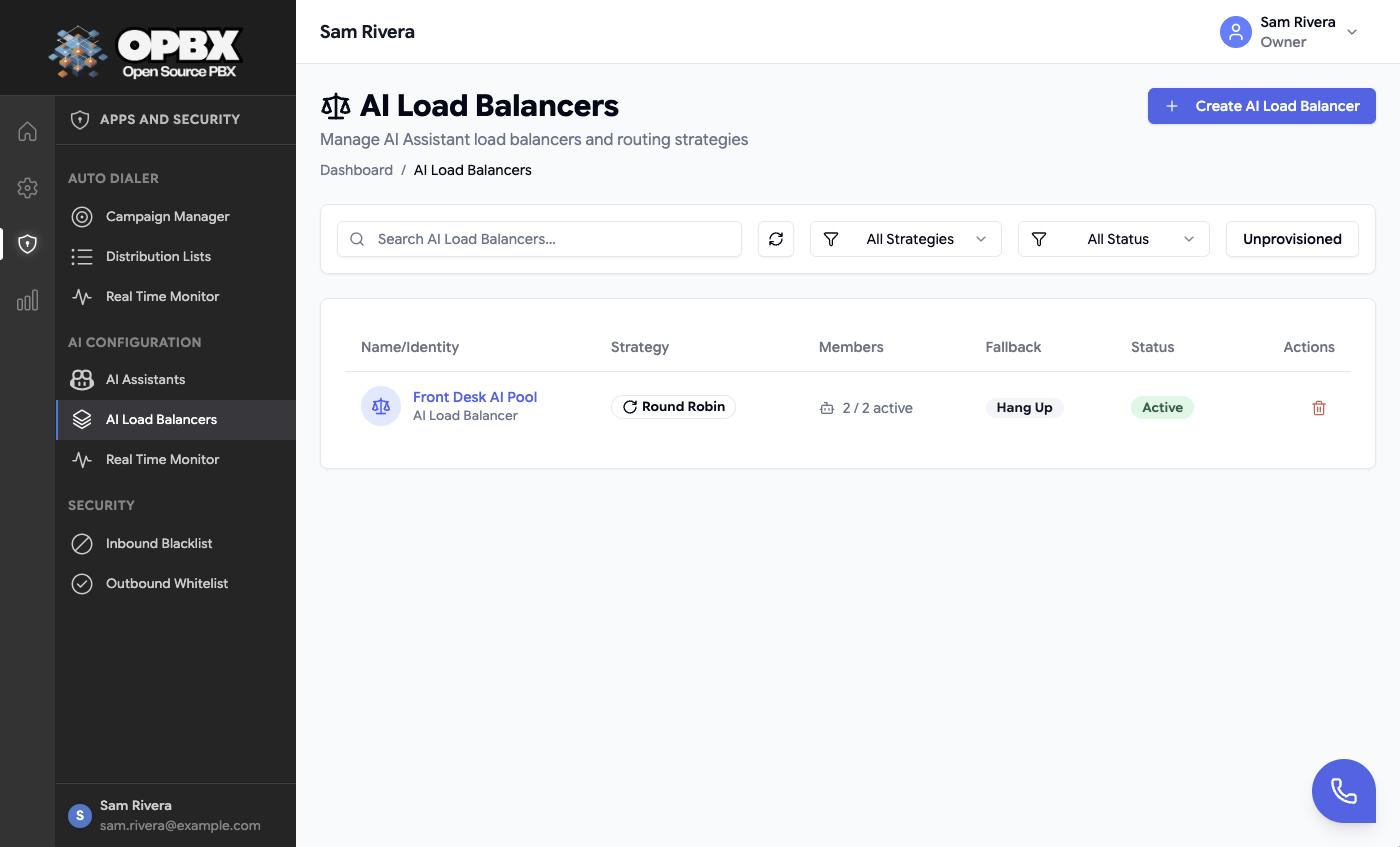 OPBX
Open Source PBX
APPS AND SECURITY
AUTO DIALER
Campaign Manager
Distribution Lists
Real Time Monitor
AI CONFIGURATION
AI Assistants
AI Load Balancers
Real Time Monitor
SECURITY
Inbound Blacklist
Outbound Whitelist
S
Sam Rivera
sam.rivera@example.com
Sam Rivera
Sam Rivera
Owner
AI Load Balancers
Create AI Load Balancer
Manage AI Assistant load balancers and routing strategies
Dashboard / AI Load Balancers
Search AI Load Balancers...
All Strategies
All Status
Unprovisioned
Name/Identity Strategy Members Fallback Status Actions
Front Desk AI Pool
AI Load Balancer
Round Robin
2 / 2 active
Hang Up
Active